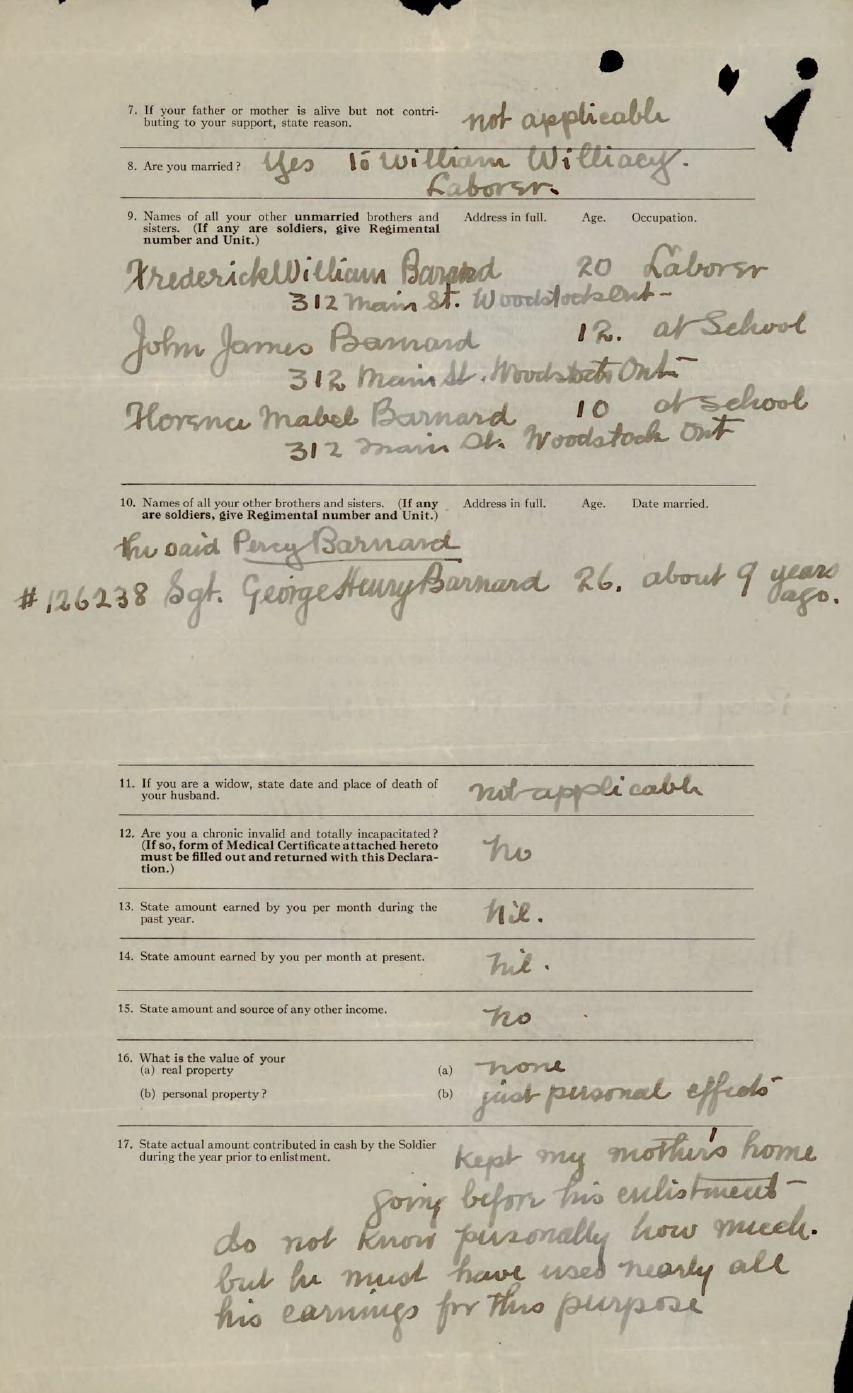 7. If your father or mother is alive but not contri-
buting to your support, state reason. not applicable
8. Are you married? Yes to William Williacy.
Laborer.
9. Names of all your other unmarried brothers and Address in full. Age. Occupation.
sisters. (If any are soldiers, give Regimental
number and Unit.)
Frederick William Barnard 20 Laborer
312 Main St. Woodstock Ont-
John James Barnard 12. at School
312 Main St. Woodstock Ont-
Florence Mabel Barnard 10 at School
312 Main St. Woodstock Ont
10. Names of all your other brothers and sisters. (If any Address in full. Age. Date married.
are soldiers, give Regimental number and Unit.)
the said Percy Barnard
#126238 Sgt. George Henry Barnard 26. about 9 years
ago.
11. If you are a widow, state date and place of death of
your husband. not applicable
12. Are you a chronic invalid and totally incapacitated?
(If so, form of Medical Certificate attached hereto
must be filled out and returned with this Declara-
tion.) no
13. State amount earned by you per month during the
past year. nil.
14. State amount earned by you per month at present. nil.
15. State amount and source of any other income. no
16. What is the value of your
(a) real property (a) none
(b) personal property? (b) just personal effects
17. State actual amount contributed in cash by the Soldier
during the year prior to enlistment. kept my mother's home
going before his enlistment-
do not know personally how much.
but he must have used nearly all
his earnings for this purpose